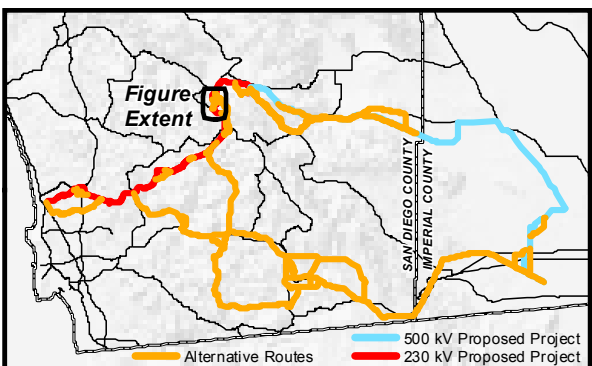 Figure
Extent
SAN DIEGO COUNTY
IMPERIAL COUNTY
500 kV Proposed Project
Alternative Routes
230 kV Proposed Project